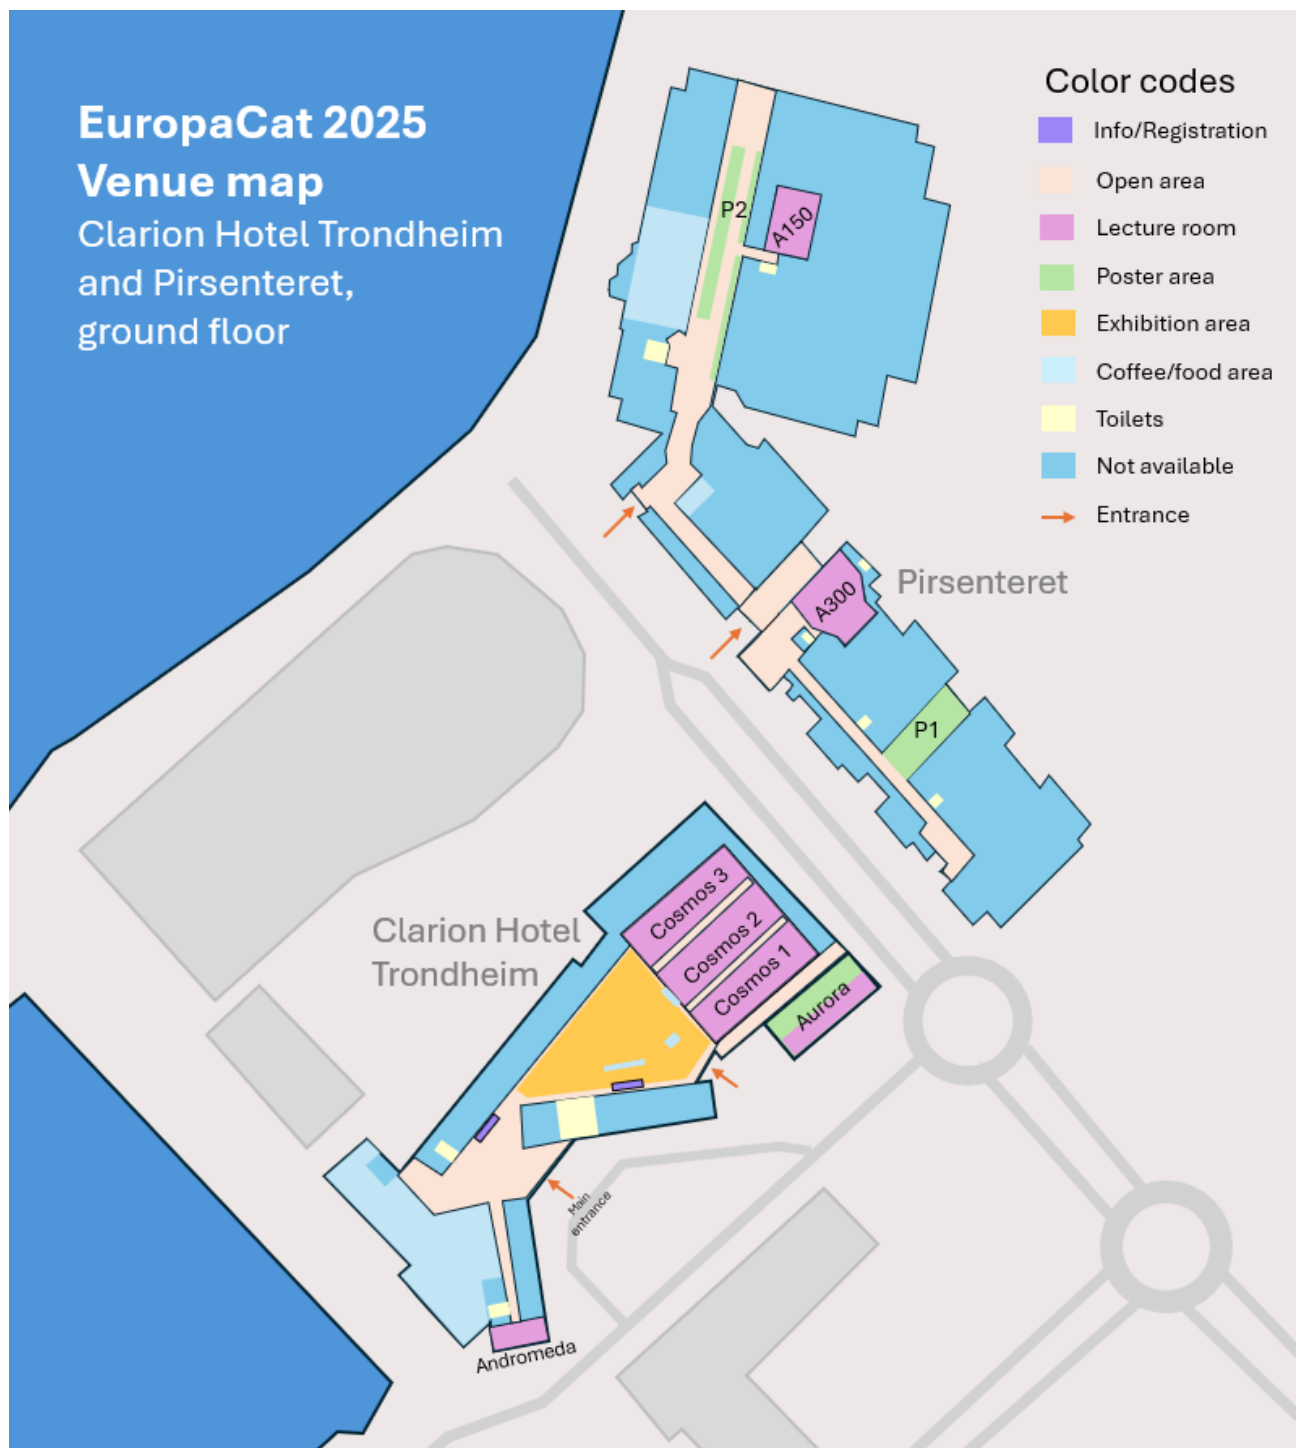 EuropaCat 2025
Venue map
Clarion Hotel Trondheim
and Pirsenteret,
ground floor
Color codes
Info/Registration
Open area
Lecture room
Poster area
Exhibition area
Coffee/food area
Toilets
Not available
Entrance
P2
A150
Pirsenteret
A300
P1
Clarion Hotel
Trondheim
Cosmos 3
Cosmos 2
Cosmos 1
Aurora
Main
entrance
Andromeda